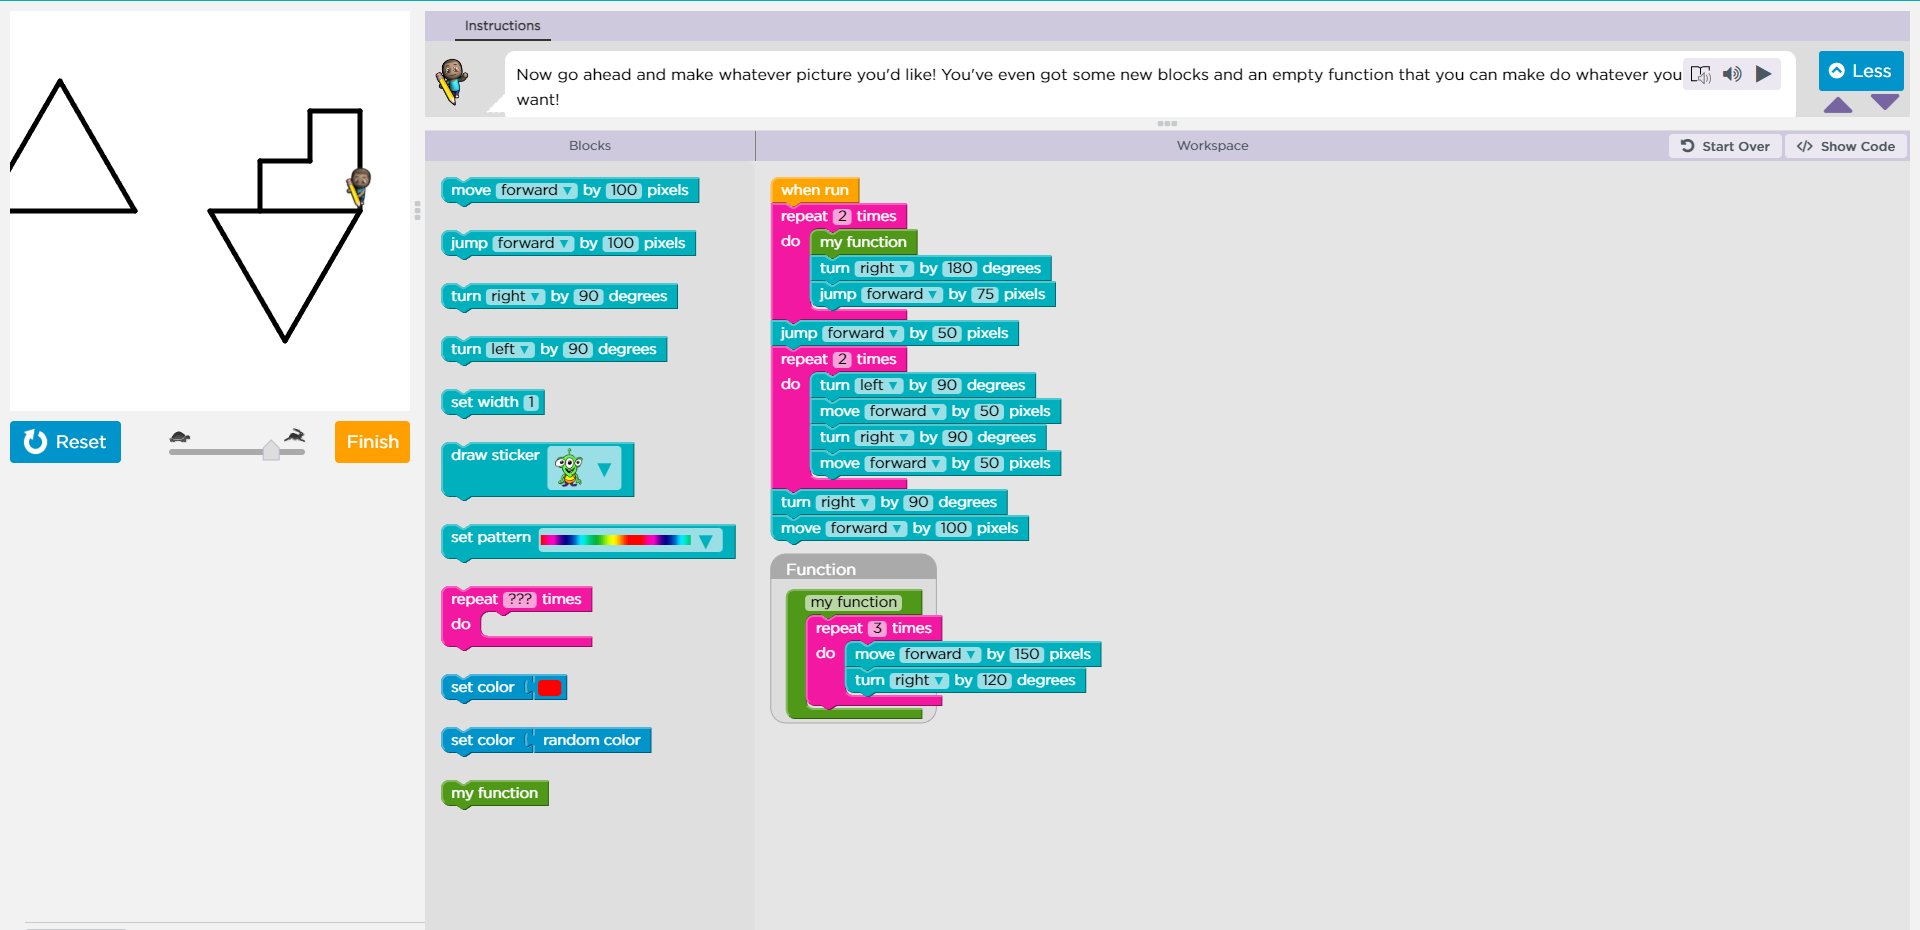 Instructions
Now go ahead and make whatever picture you'd like! You've even got some new blocks and an empty function that you can make do whatever you
want!
Less
Blocks
Workspace
Start Over
</> Show Code
Reset
Finish
move forward ▼ by 100 pixels
jump forward ▼ by 100 pixels
turn right ▼ by 90 degrees
turn left ▼ by 90 degrees
set width 1
draw sticker ▼
set pattern ▼
repeat ??? times
do
set color
set color random color
my function
when run
repeat 2 times
do my function
turn right ▼ by 180 degrees
jump forward ▼ by 75 pixels
jump forward ▼ by 50 pixels
repeat 2 times
do turn left ▼ by 90 degrees
move forward ▼ by 50 pixels
turn right ▼ by 90 degrees
move forward ▼ by 50 pixels
turn right ▼ by 90 degrees
move forward ▼ by 100 pixels
Function
my function
repeat 3 times
do move forward ▼ by 150 pixels
turn right ▼ by 120 degrees